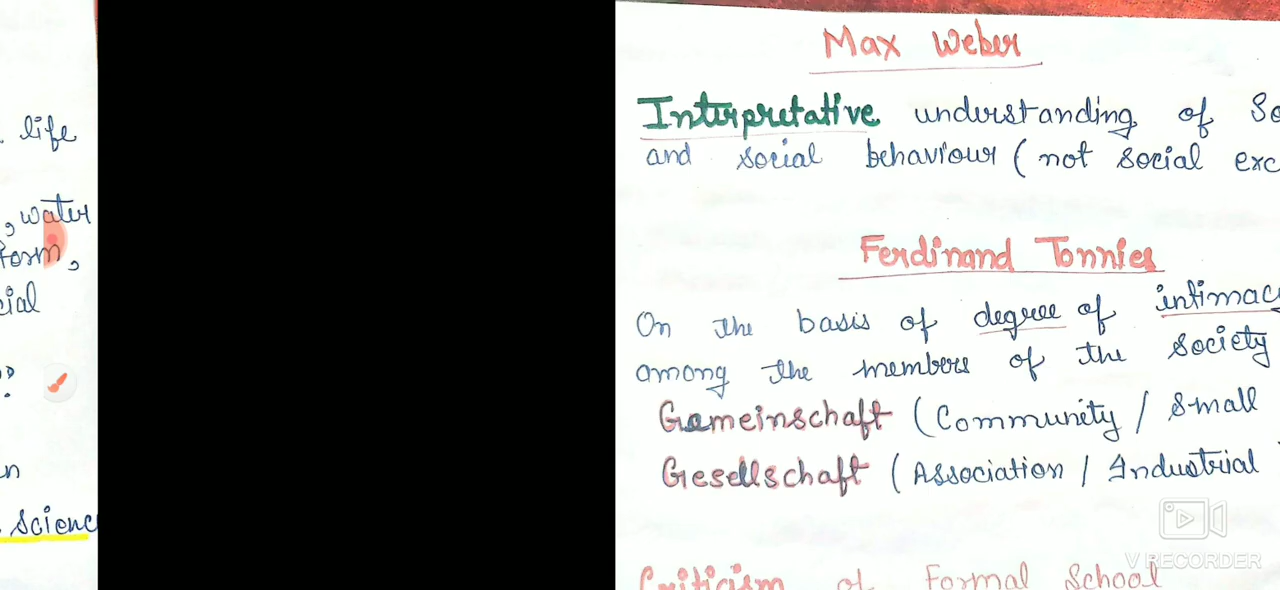 life
, water
form,
cial
n
science
Max Weber
Interpretative understanding of So
and social behaviour (not social exc
Ferdinand Tonnies
On the basis of degree of intimacy
among the members of the society
Gemeinschaft (Community / Small
Gesellschaft (Association / Industrial
V RECORDER
Criticism of Formal School